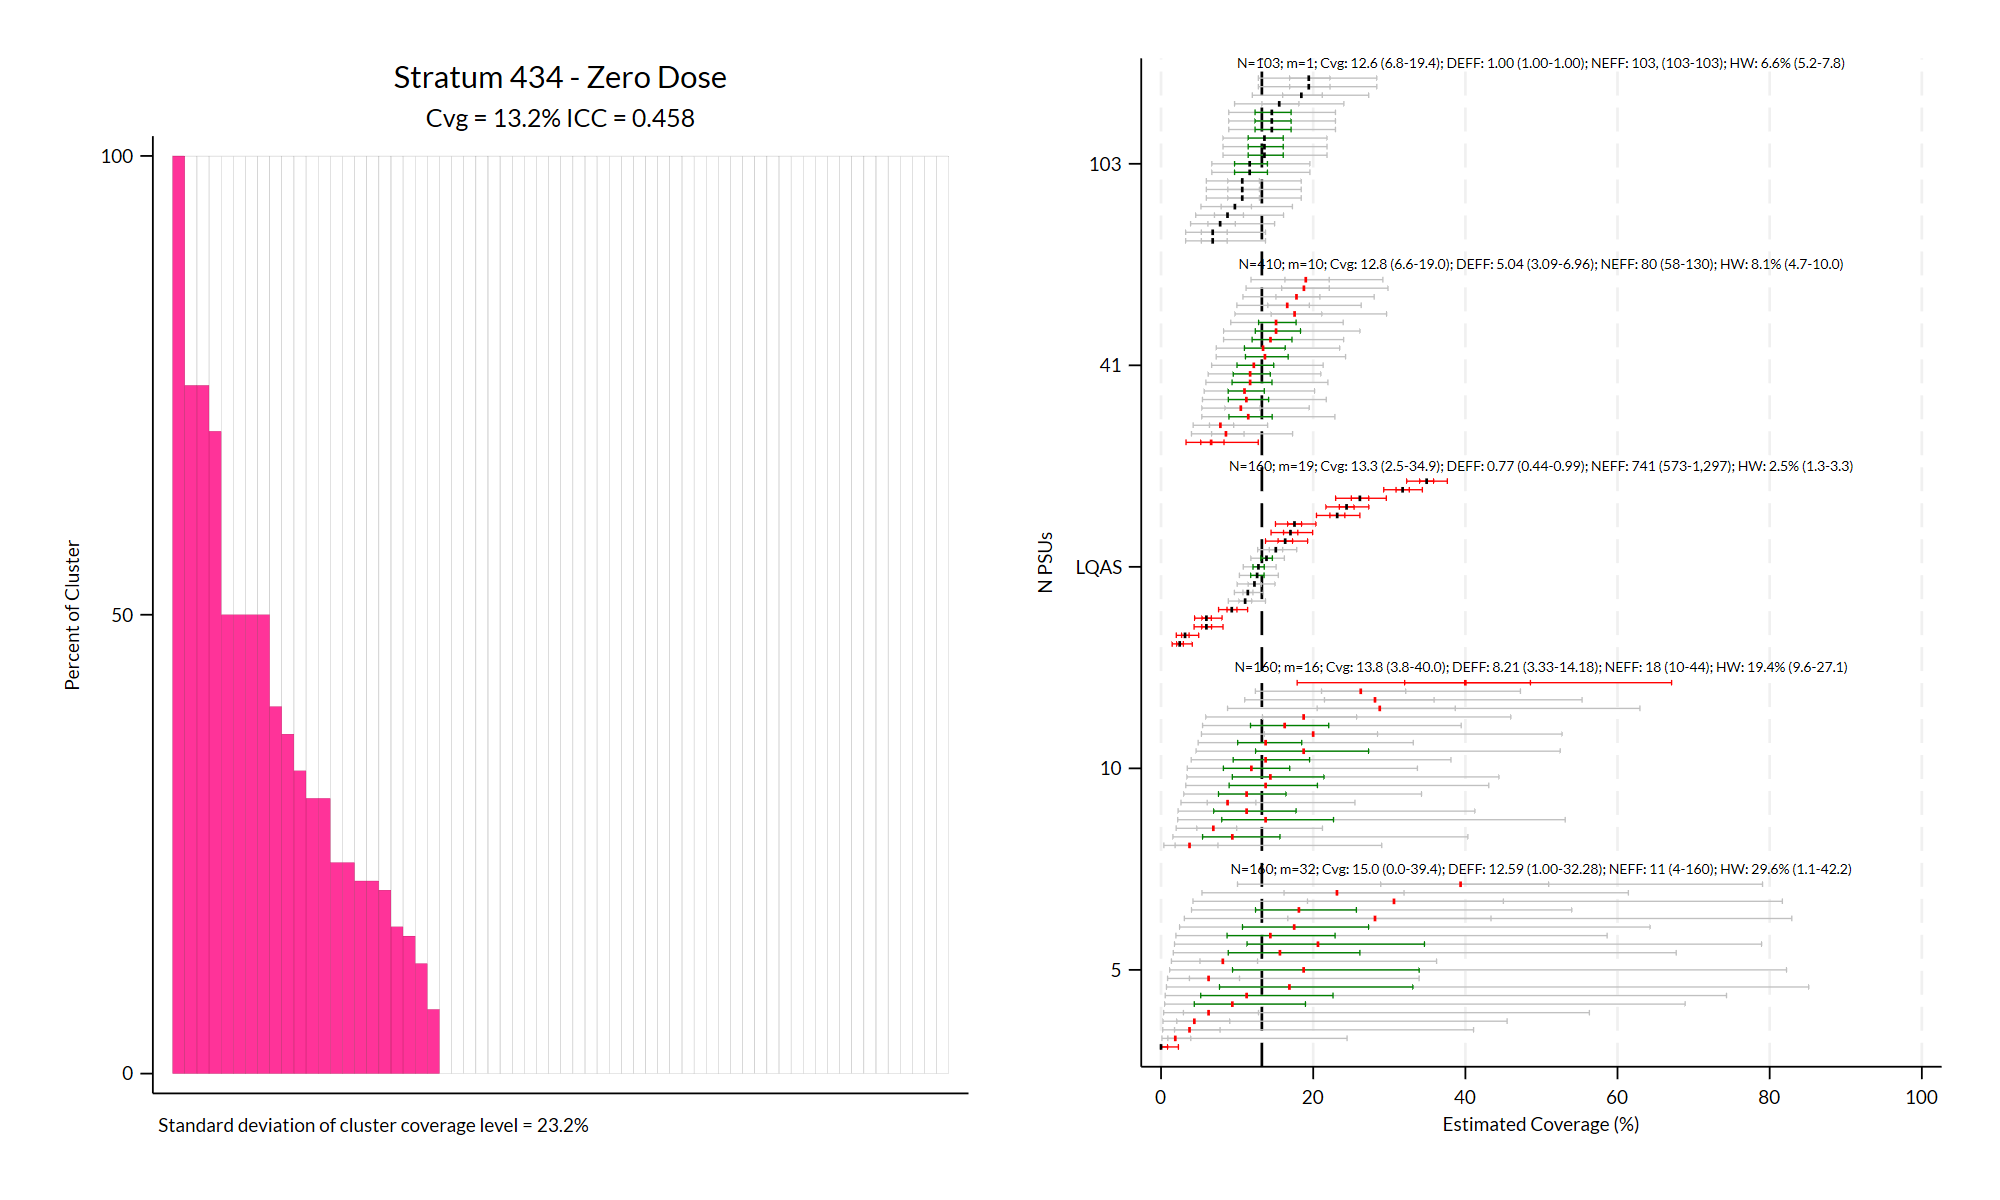 Stratum 434 - Zero Dose
Cvg = 13.2% ICC = 0.458
Percent of Cluster
100
50
0
Standard deviation of cluster coverage level = 23.2%
N PSUs
N=103; m=1; Cvg: 12.6 (6.8-19.4); DEFF: 1.00 (1.00-1.00); NEFF: 103, (103-103); HW: 6.6% (5.2-7.8)
103
N=410; m=10; Cvg: 12.8 (6.6-19.0); DEFF: 5.04 (3.09-6.96); NEFF: 80 (58-130); HW: 8.1% (4.7-10.0)
41
N=160; m=19; Cvg: 13.3 (2.5-34.9); DEFF: 0.77 (0.44-0.99); NEFF: 741 (573-1,297); HW: 2.5% (1.3-3.3)
LQAS
N=160; m=16; Cvg: 13.8 (3.8-40.0); DEFF: 8.21 (3.33-14.18); NEFF: 18 (10-44); HW: 19.4% (9.6-27.1)
10
N=160; m=32; Cvg: 15.0 (0.0-39.4); DEFF: 12.59 (1.00-32.28); NEFF: 11 (4-160); HW: 29.6% (1.1-42.2)
5
0 20 40 60 80 100
Estimated Coverage (%)